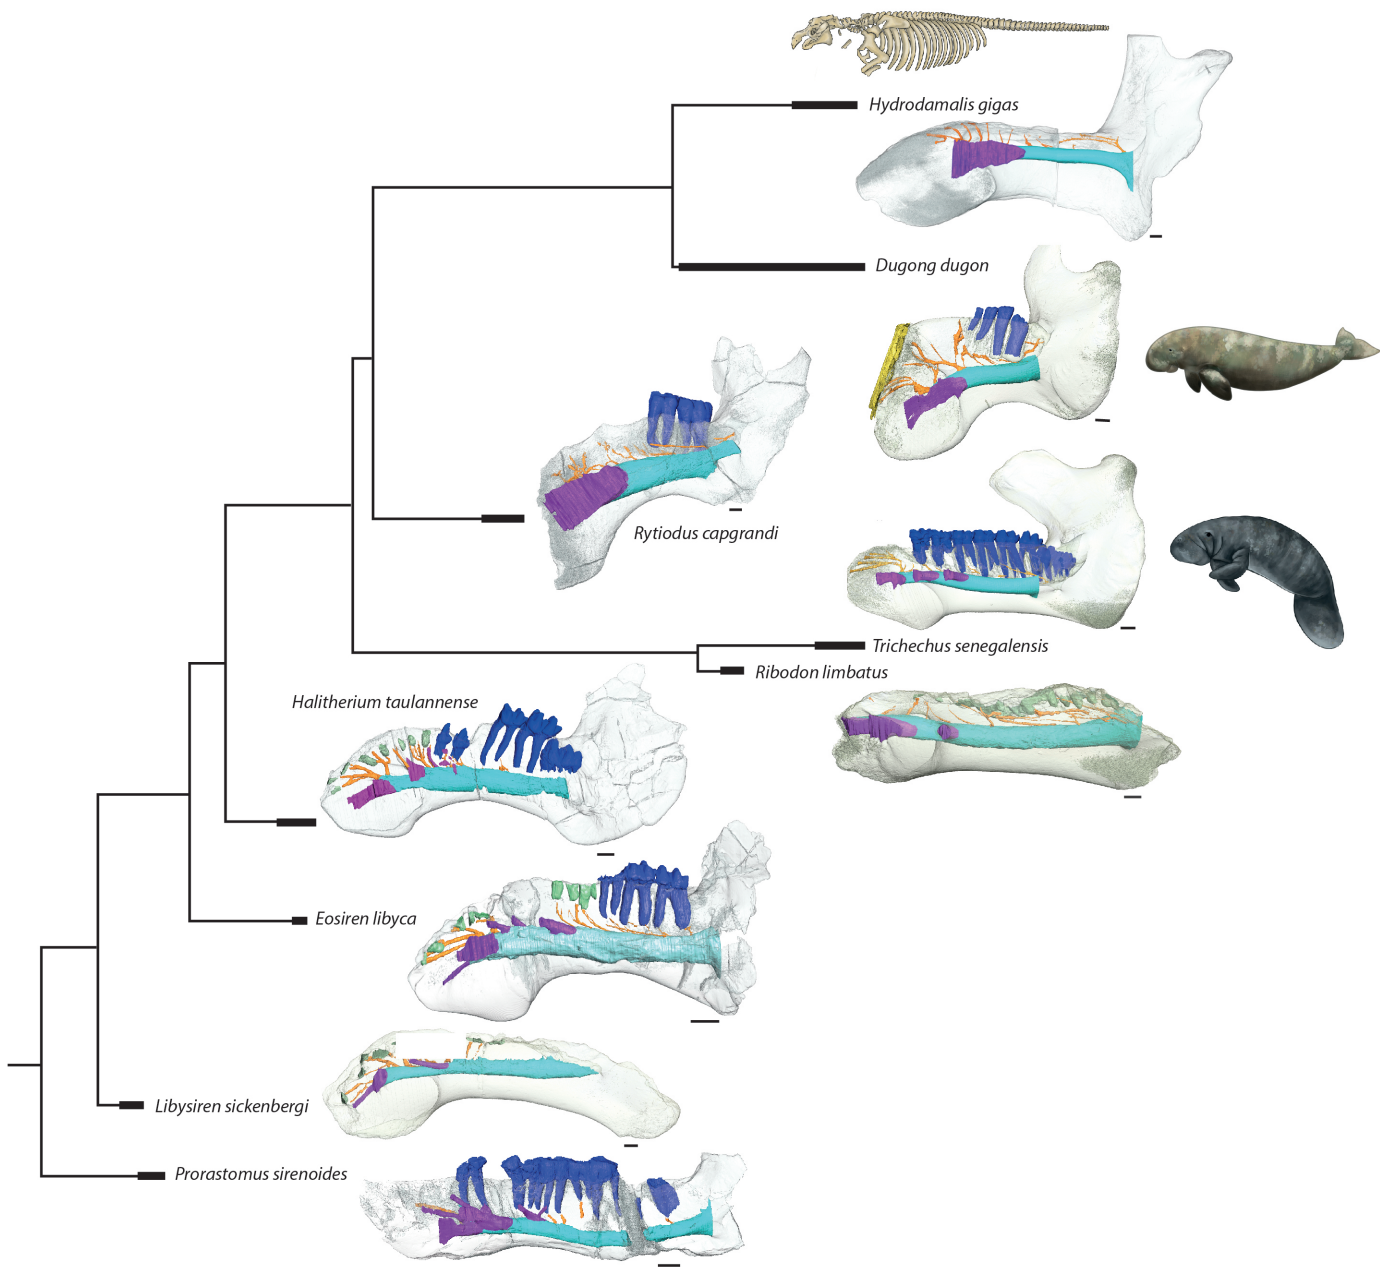 Hydrodamalis gigas
Dugong dugon
Rytiodus capgrandi
Trichechus senegalensis
Ribodon limbatus
Halitherium taulannense
Eosiren libyca
Libysiren sickenbergi
Prorastomus sirenoides